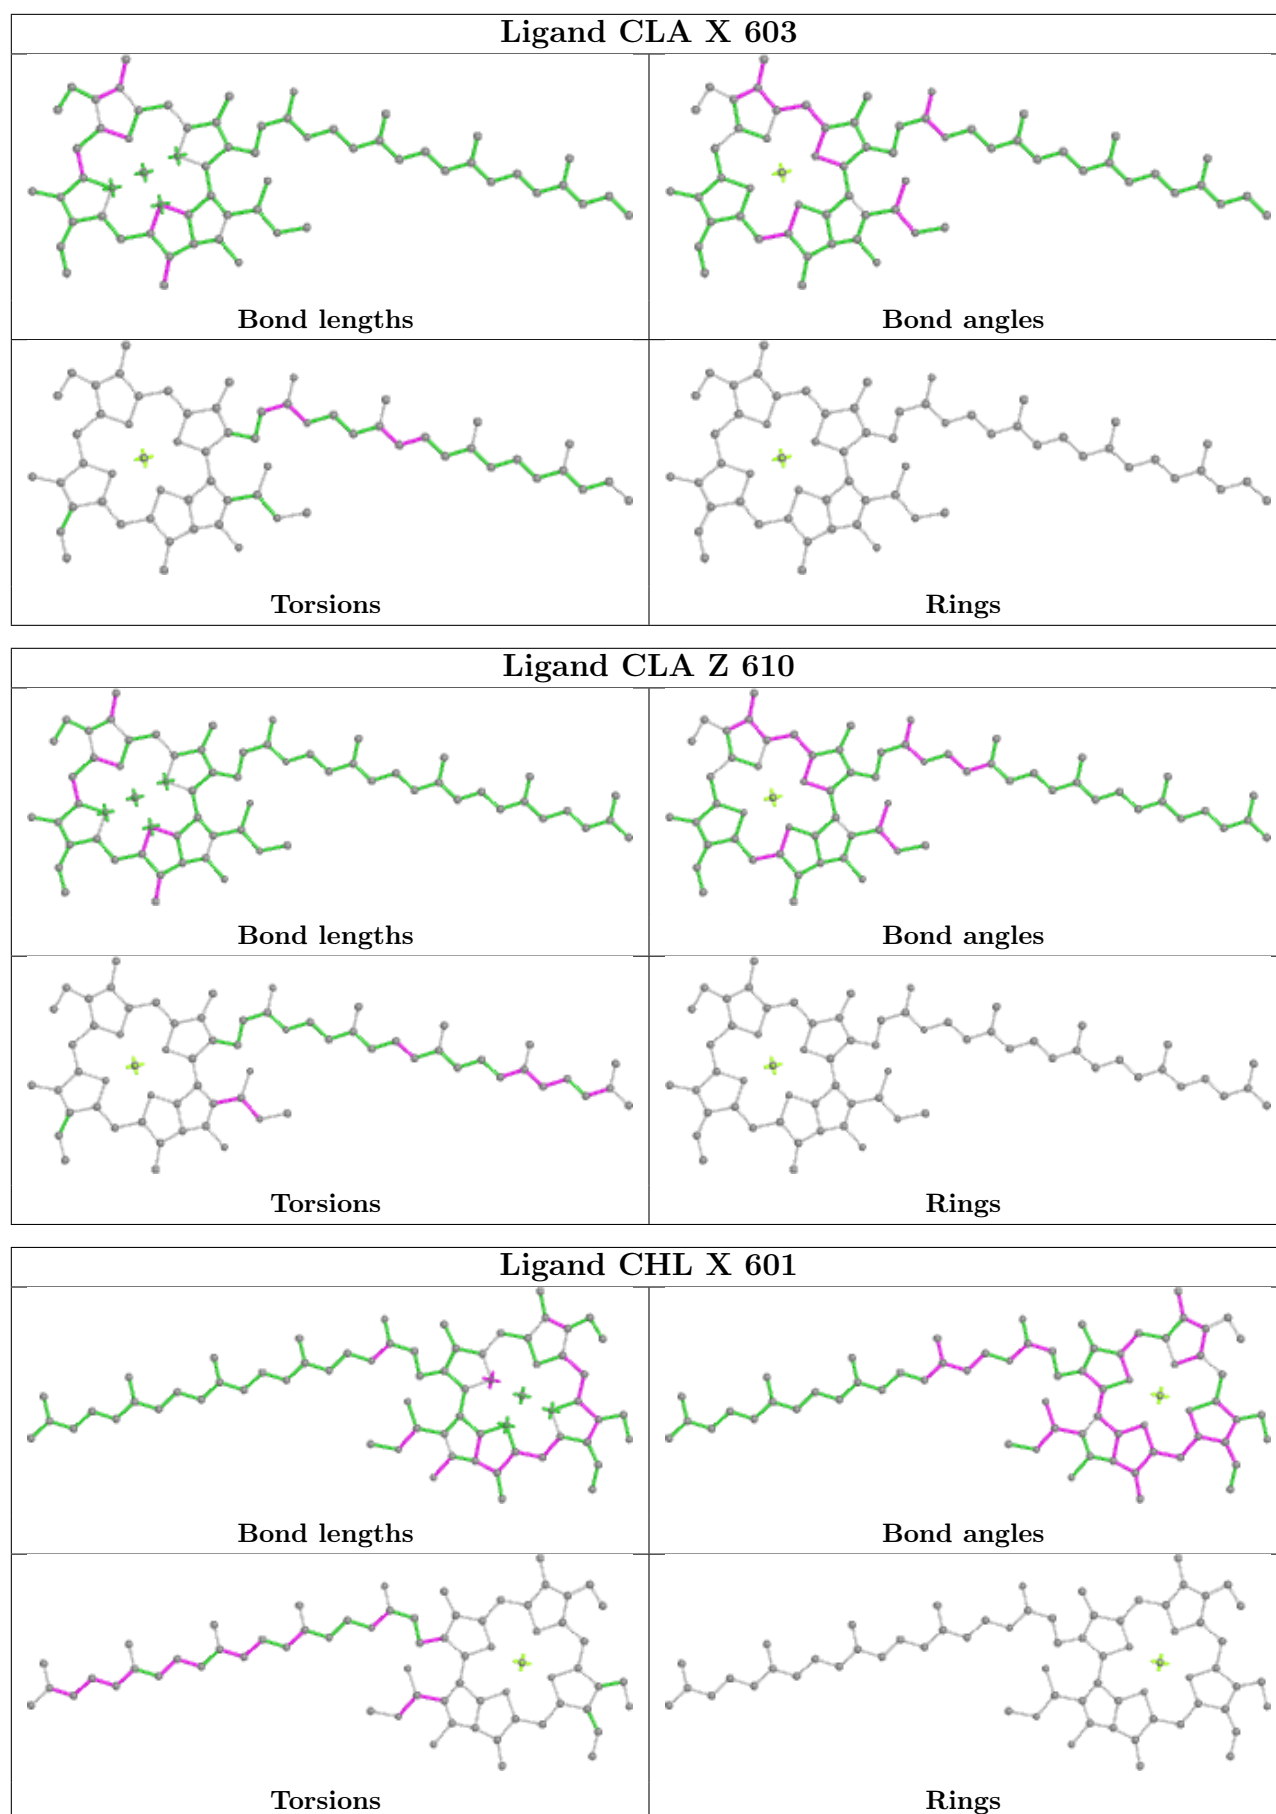 Ligand CLA X 603
Bond lengths
Bond angles
Torsions
Rings
Ligand CLA Z 610
Bond lengths
Bond angles
Torsions
Rings
Ligand CHL X 601
Bond lengths
Bond angles
Torsions
Rings